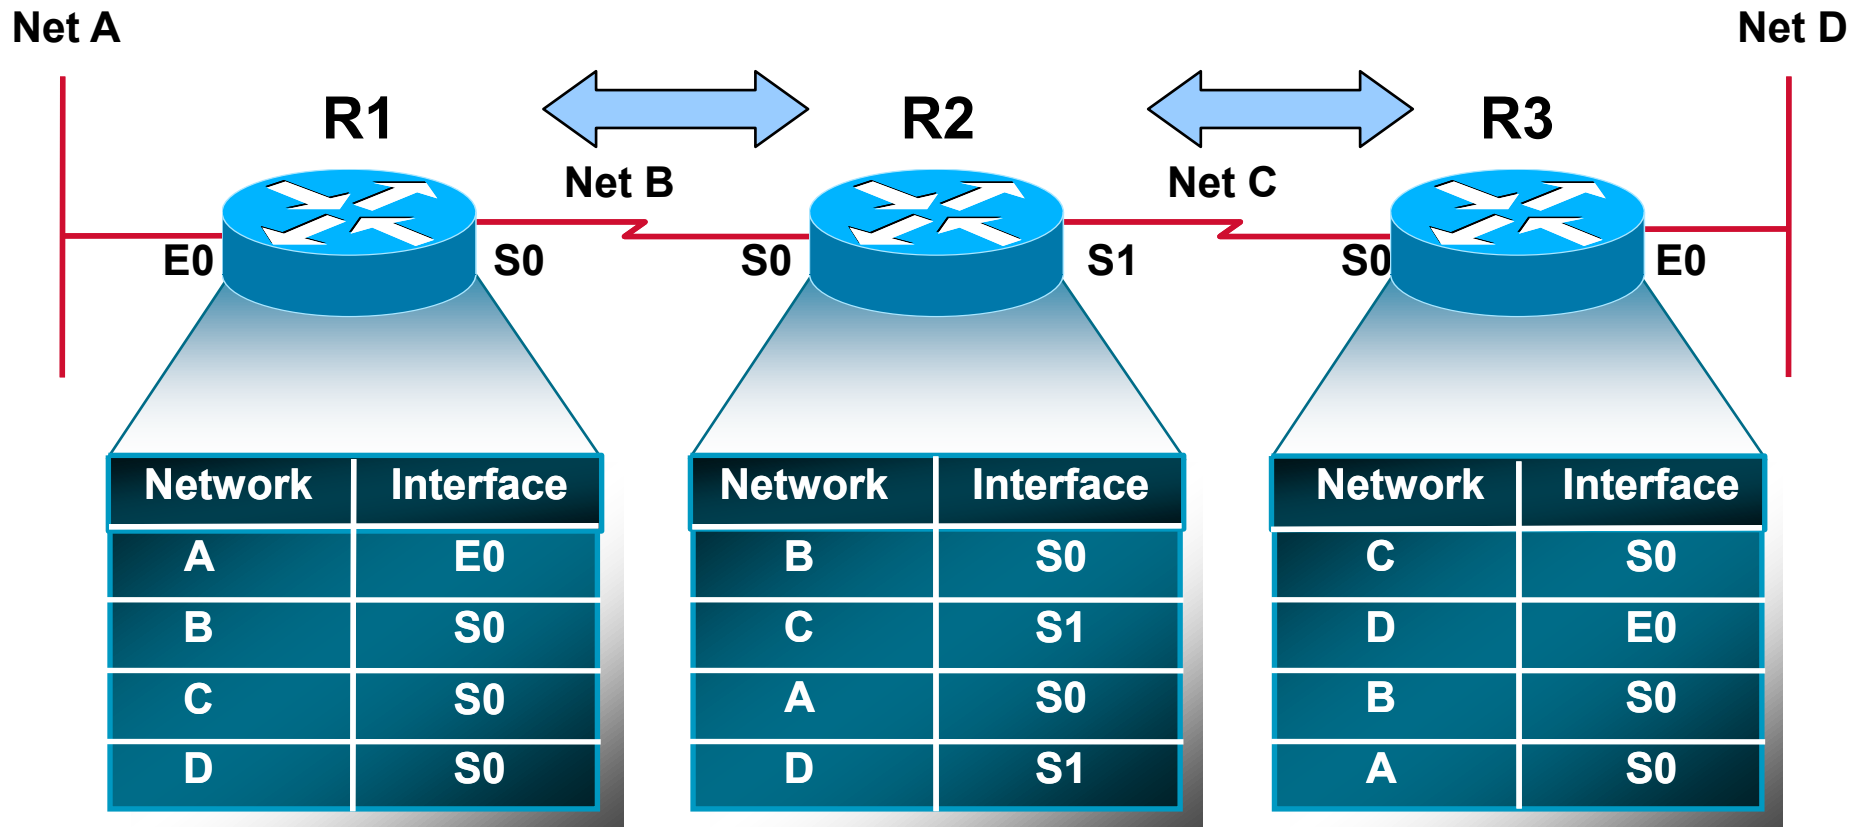 Net A
Net D
R1
R2
R3
Net B
Net C
E0
S0
S0
S1
S0
E0
Network Interface
A E0
B S0
C S0
D S0
Network Interface
B S0
C S1
A S0
D S1
Network Interface
C S0
D E0
B S0
A S0